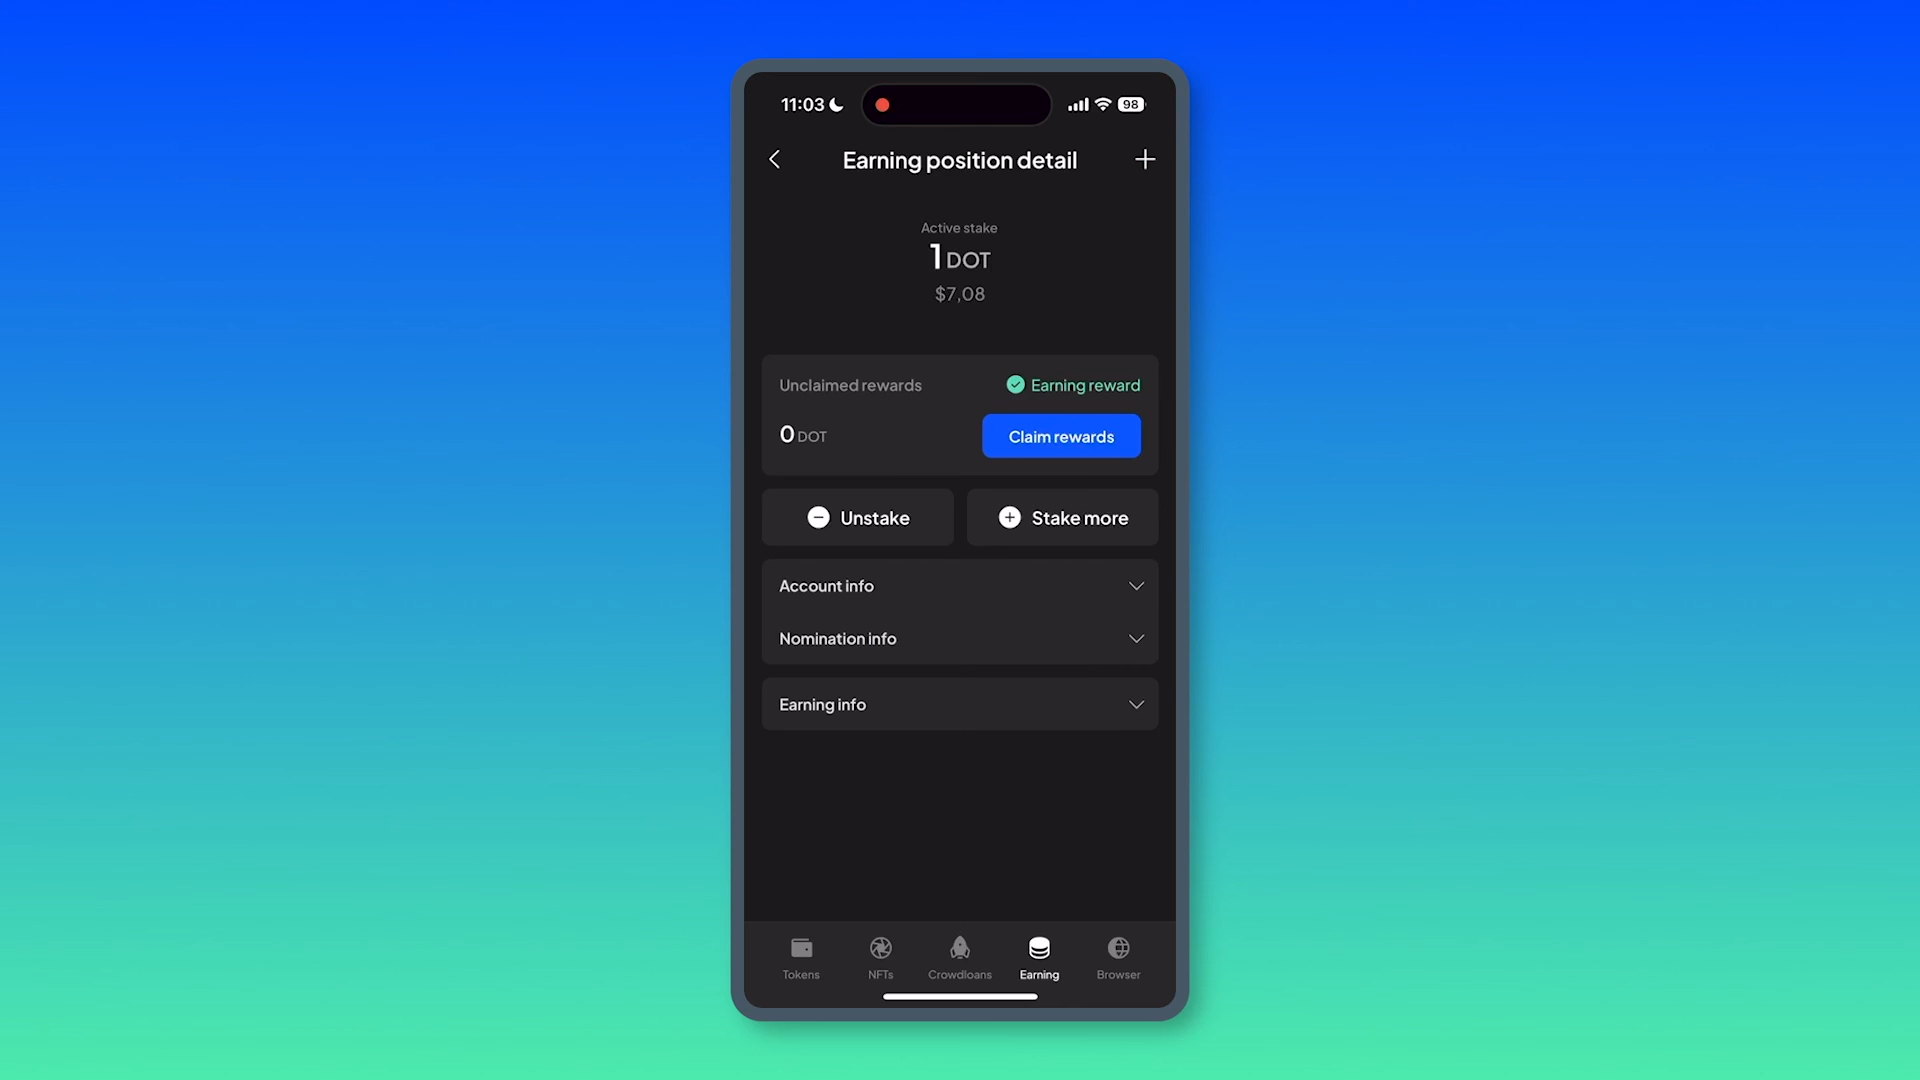 11:03
98
Earning position detail
Active stake
1 DOT
$7,08
Unclaimed rewards
Earning reward
0 DOT
Claim rewards
Unstake
Stake more
Account info
Nomination info
Earning info
Tokens
NFTs
Crowdloans
Earning
Browser